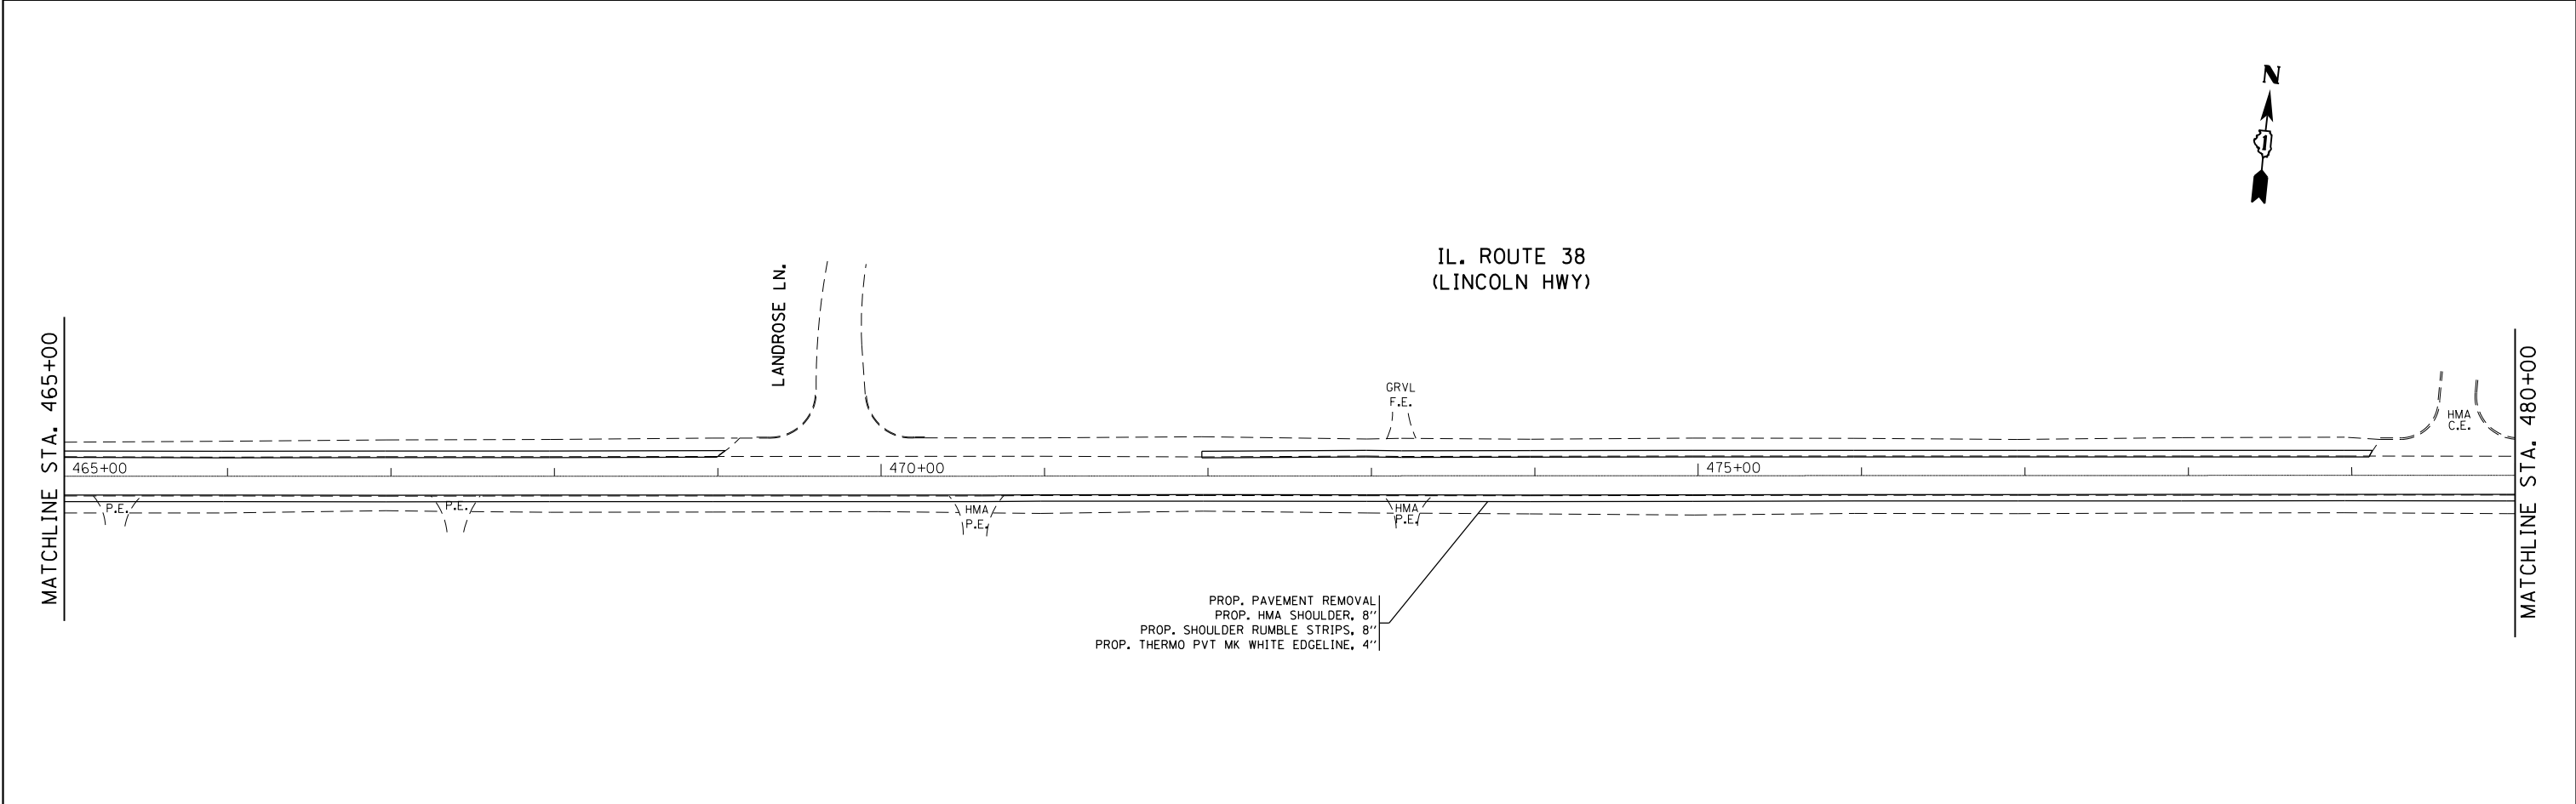 N
1
IL. ROUTE 38
(LINCOLN HWY)
LANDROSE LN.
MATCHLINE STA. 465+00
MATCHLINE STA. 480+00
GRVL
F.E.
HMA
C.E.
465+00
470+00
475+00
P.E.
P.E.
HMA
P.E.
HMA
P.E.
PROP. PAVEMENT REMOVAL
PROP. HMA SHOULDER, 8"
PROP. SHOULDER RUMBLE STRIPS, 8"
PROP. THERMO PVT MK WHITE EDGELINE, 4"